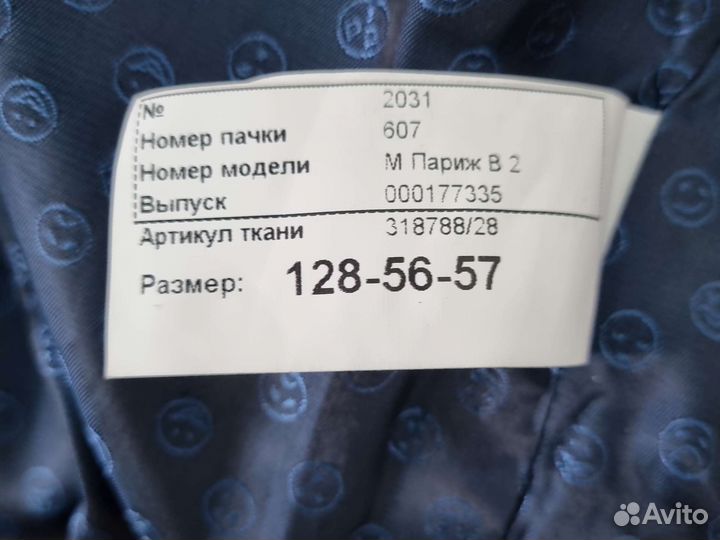 № 2031
Номер пачки 607
Номер модели М Париж В 2
Выпуск 000177335
Артикул ткани 318788/28
Размер: 128-56-57
Avito